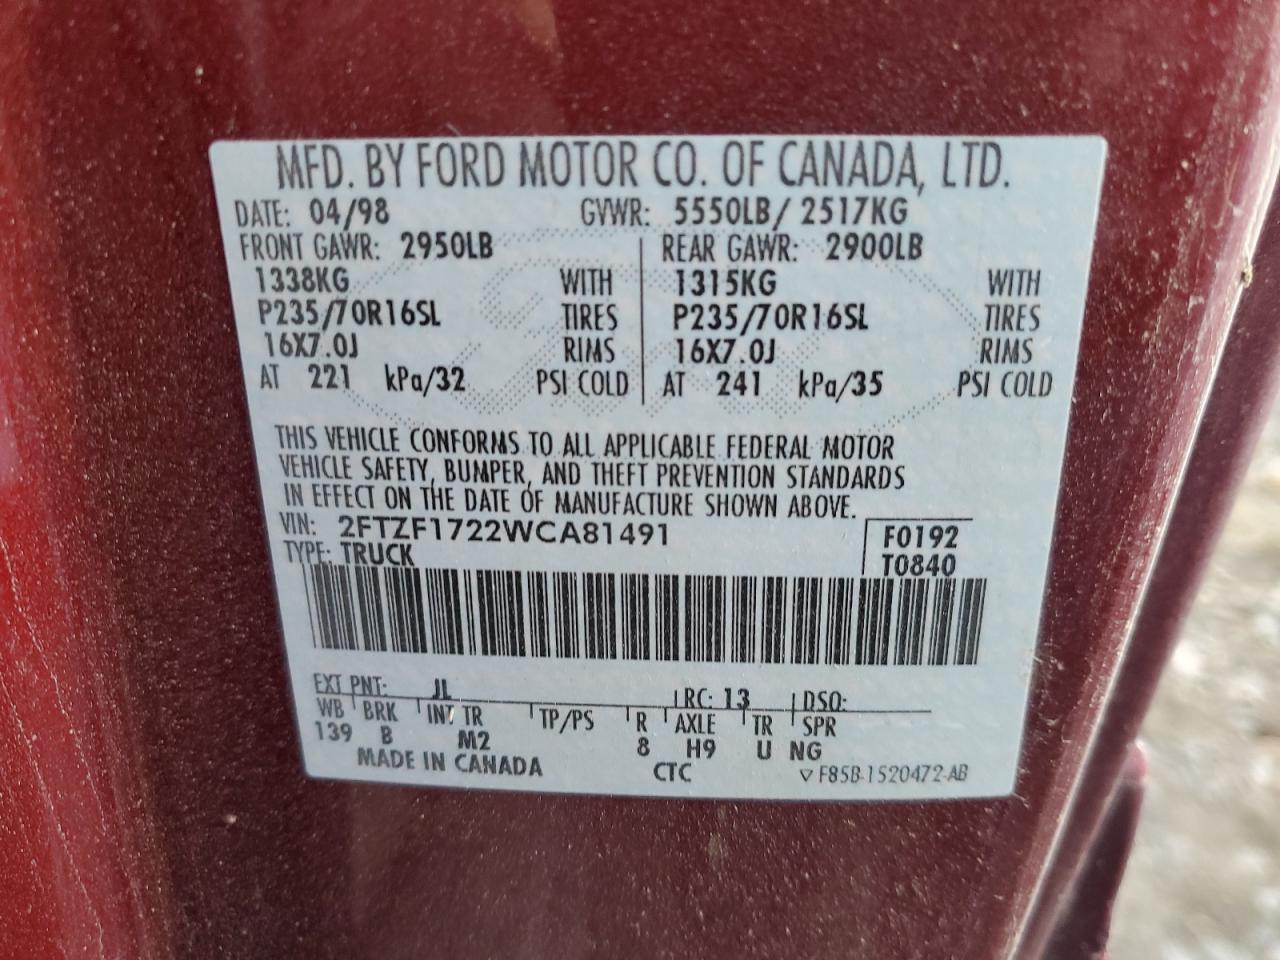 MFD. BY FORD MOTOR CO. OF CANADA, LTD.
DATE: 04/98 GVWR: 5550LB/ 2517KG
FRONT GAWR: 2950LB REAR GAWR: 2900LB
1338KG WITH 1315KG WITH
P235/70R16SL TIRES P235/70R16SL TIRES
16X7.0J RIMS 16X7.0J RIMS
AT 221 kPa/32 PSI COLD AT 241 kPa/35 PSI COLD
THIS VEHICLE CONFORMS TO ALL APPLICABLE FEDERAL MOTOR
VEHICLE SAFETY, BUMPER, AND THEFT PREVENTION STANDARDS
IN EFFECT ON THE DATE OF MANUFACTURE SHOWN ABOVE.
VIN: 2FTZF1722WCA81491 F0192
TYPE: TRUCK T0840
EXT PNT: JL RC: 13 DSO:
WB BRK INT TR TP/PS R AXLE TR SPR
139 B M2 8 H9 U NG
MADE IN CANADA CTC ▽ F85B-1520472-AB